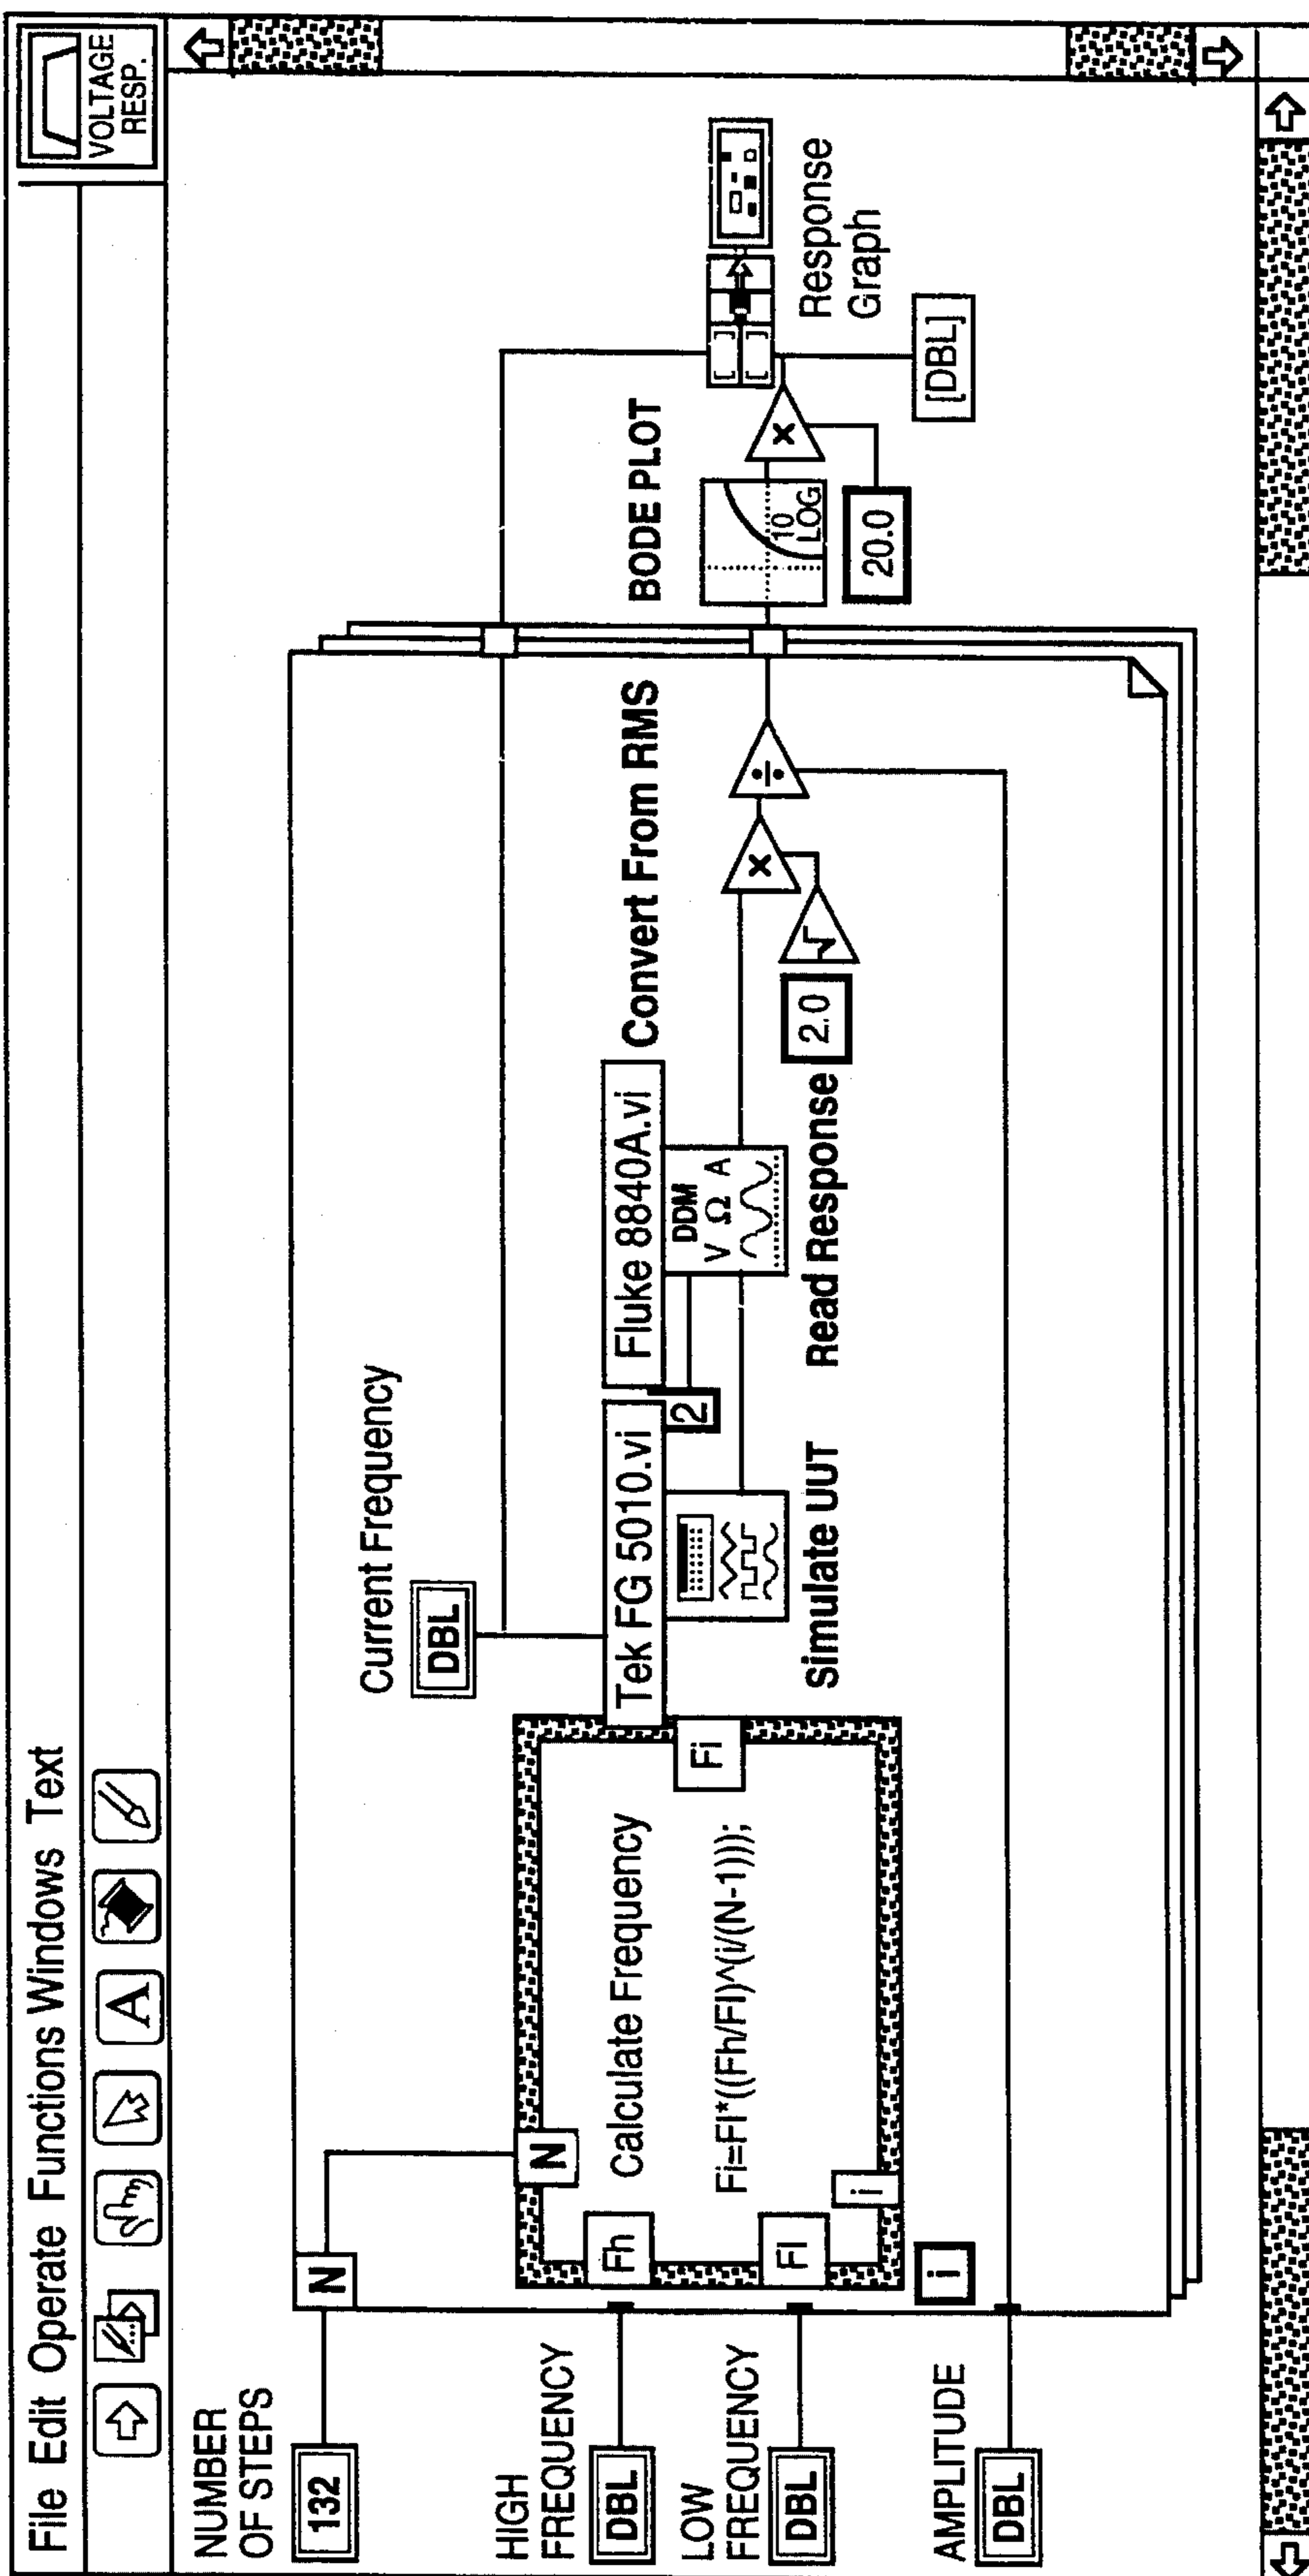 File Edit Operate Functions Windows Text
VOLTAGE
RESP.
A
NUMBER
OF STEPS
132
N
HIGH
FREQUENCY
DBL
LOW
FREQUENCY
DBL
AMPLITUDE
DBL
N
Fh
Fl
i
i
Calculate Frequency
Fi=Fl*((Fh/Fl)^(i/(N-1)));
Fi
Current Frequency
DBL
Tek FG 5010.vi
Simulate UUT
2
Fluke 8840A.vi
DDM
V Ω A
Read Response
Convert From RMS
2.0
√
x
÷
BODE PLOT
10
LOG
20.0
x
[ ]
[ ]
[DBL]
Response
Graph